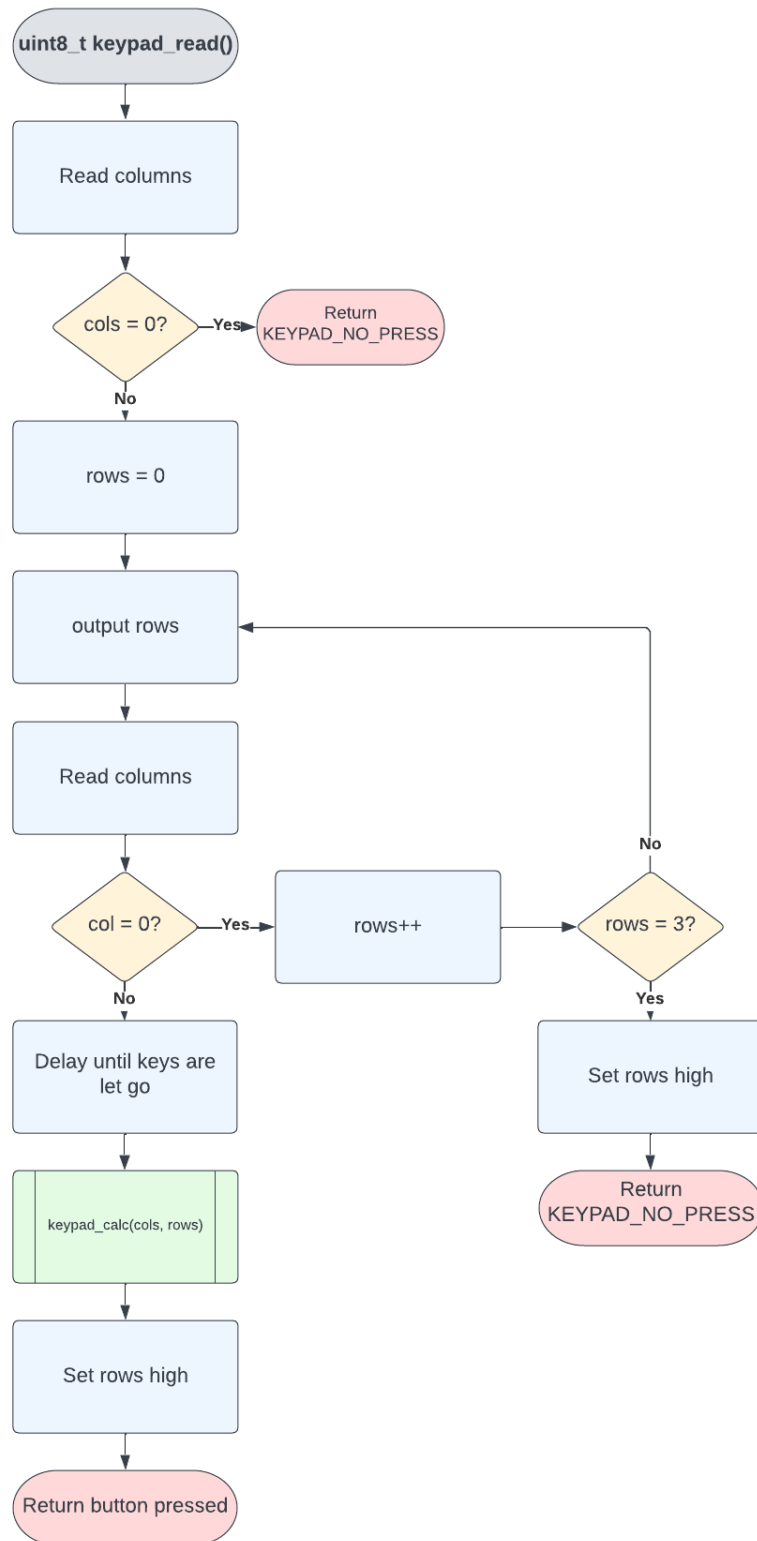 uint8_t keypad_read()
Read columns
cols = 0?
Yes
Return
KEYPAD_NO_PRESS
No
rows = 0
output rows
Read columns
No
col = 0?
Yes
rows++
rows = 3?
No
Yes
Delay until keys are
let go
Set rows high
keypad_calc(cols, rows)
Return
KEYPAD_NO_PRESS
Set rows high
Return button pressed